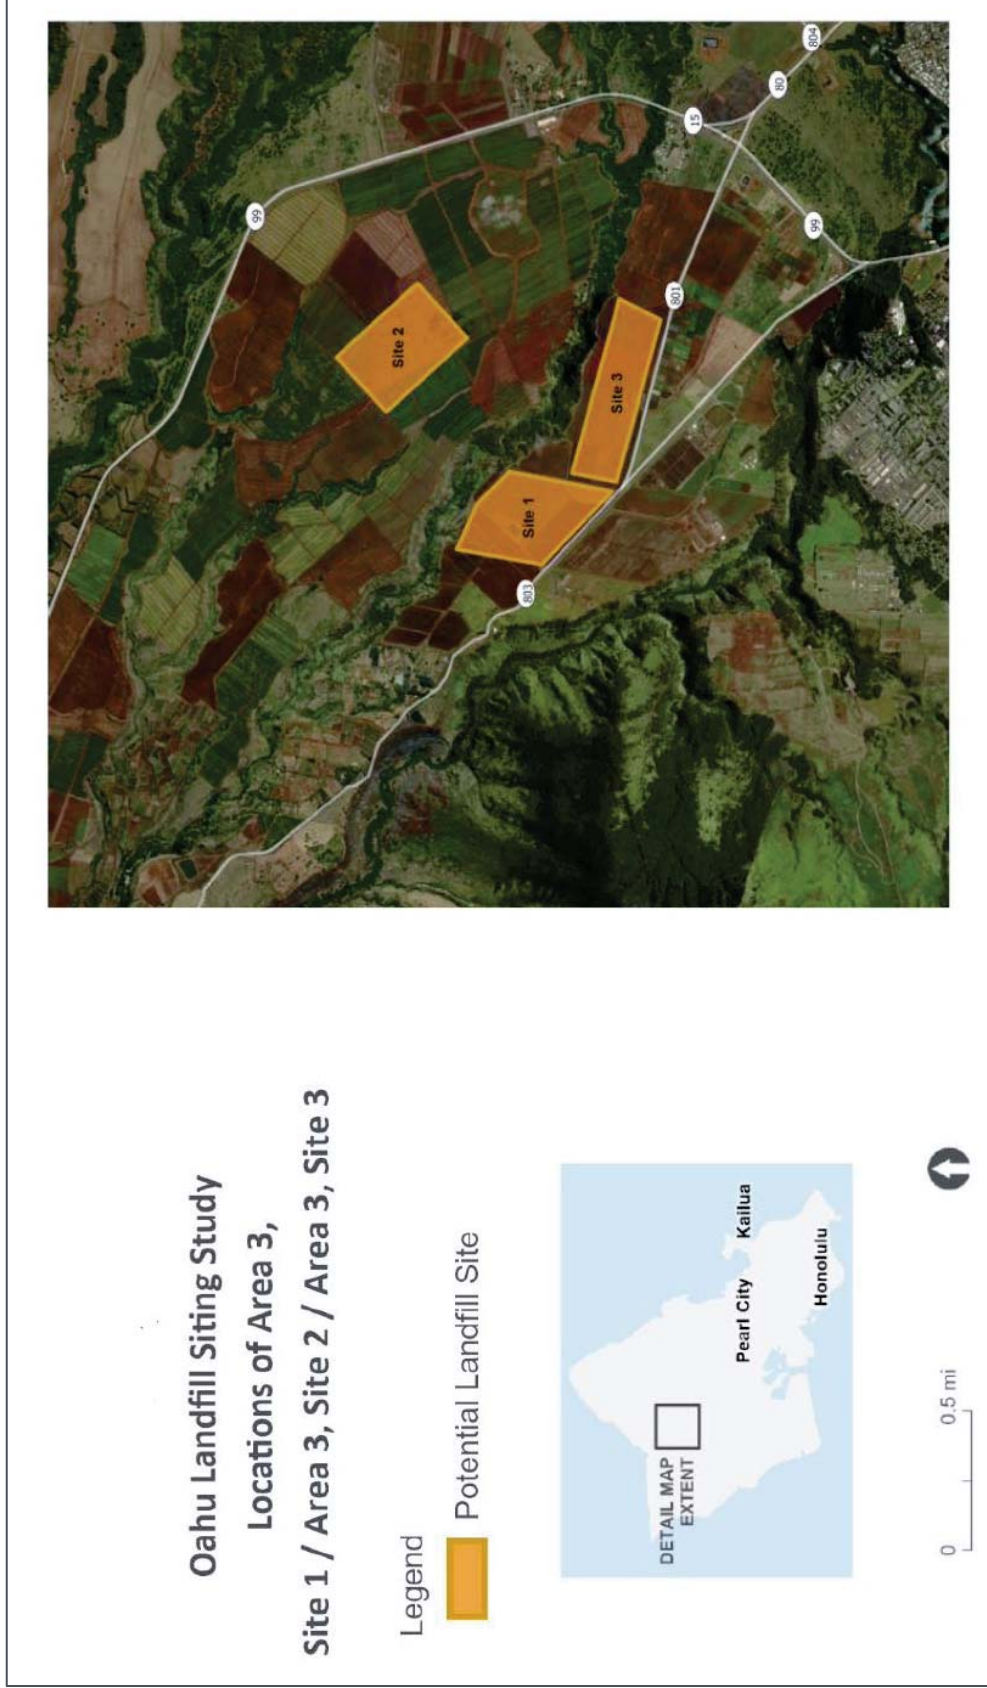 Oahu Landfill Siting Study
Locations of Area 3,
Site 1 / Area 3, Site 2 / Area 3, Site 3
Legend
Potential Landfill Site
DETAIL MAP
EXTENT
Pearl City
Kailua
Honolulu
0
0.5 mi
99
803
Site 1
Site 2
Site 3
801
15
80
804
99